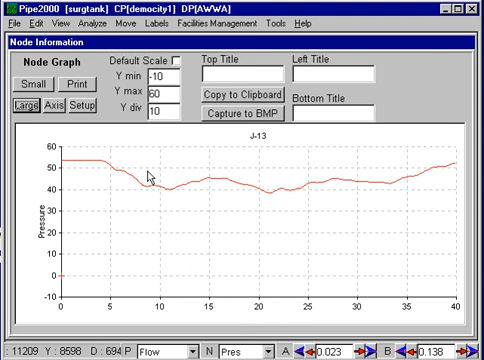 Pipe2000 [surgtank] CP[democity1] DP[AWWA]
File Edit View Analyze Move Labels Facilities Management Tools Help
Node Information
Node Graph
Default Scale
Top Title
Left Title
Small
Print
Y min
-10
Y max
60
Copy to Clipboard
Bottom Title
Large
Axis
Setup
Y div
10
Capture to BMP
J-13
Pressure
60
50
40
30
20
10
0
-10
0 5 10 15 20 25 30 35 40
: 11209 Y : 8598 D : 694 P Flow N Pres A 0.023 B 0.138